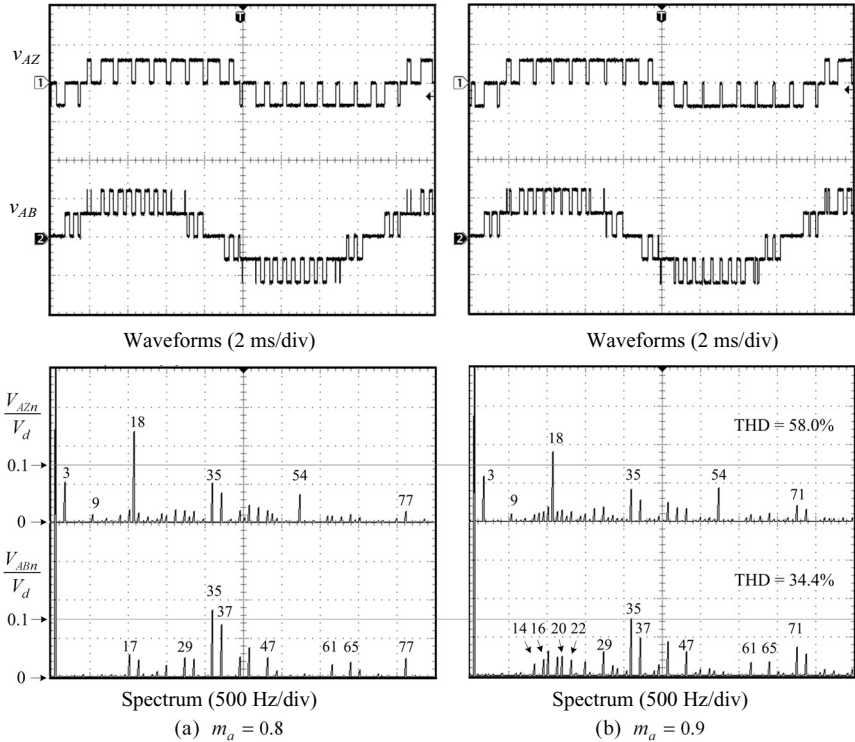 T
T
v_AZ
1
1
v_AB
2
2
Waveforms (2 ms/div)
Waveforms (2 ms/div)
V_AZn / V_d
18
0.1
3
9
35
54
77
0
18
THD = 58.0%
3
9
35
54
71
V_ABn / V_d
35
0.1
37
17
29
47
61
65
77
0
THD = 34.4%
35
14
16
20
22
29
37
47
61
65
71
Spectrum (500 Hz/div)
Spectrum (500 Hz/div)
(a) m_a = 0.8
(b) m_a = 0.9